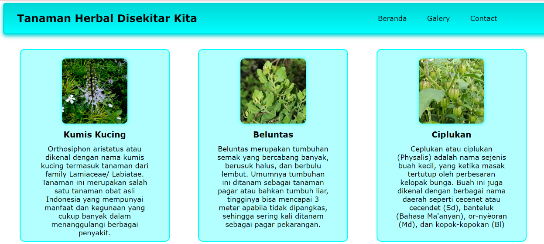 Tanaman Herbal Disekitar Kita
Beranda Galery Contact
Kumis Kucing
Orthosiphon aristatus atau
dikenal dengan nama kumis
kucing termasuk tanaman dari
family Lamiaceae/ Labiatae.
Tanaman ini merupakan salah
satu tanaman obat asli
Indonesia yang mempunyai
manfaat dan kegunaan yang
cukup banyak dalam
menanggulangi berbagai
penyakit.
Beluntas
Beluntas merupakan tumbuhan
semak yang bercabang banyak,
berusuk halus, dan berbulu
lembut. Umumnya tumbuhan
ini ditanam sebagai tanaman
pagar atau bahkan tumbuh liar,
tingginya bisa mencapai 3
meter apabila tidak dipangkas,
sehingga sering kali ditanam
sebagai pagar pekarangan.
Ciplukan
Ceplukan atau ciplukan
(Physalis) adalah nama sejenis
buah kecil, yang ketika masak
tertutup oleh perbesaran
kelopak bunga. Buah ini juga
dikenal dengan berbagai nama
daerah seperti cecenet atau
cecendet (Sd), banteluk
(Bahasa Ma'anyan), or-nyéoran
(Md), dan kopok-kopokan (Bl)